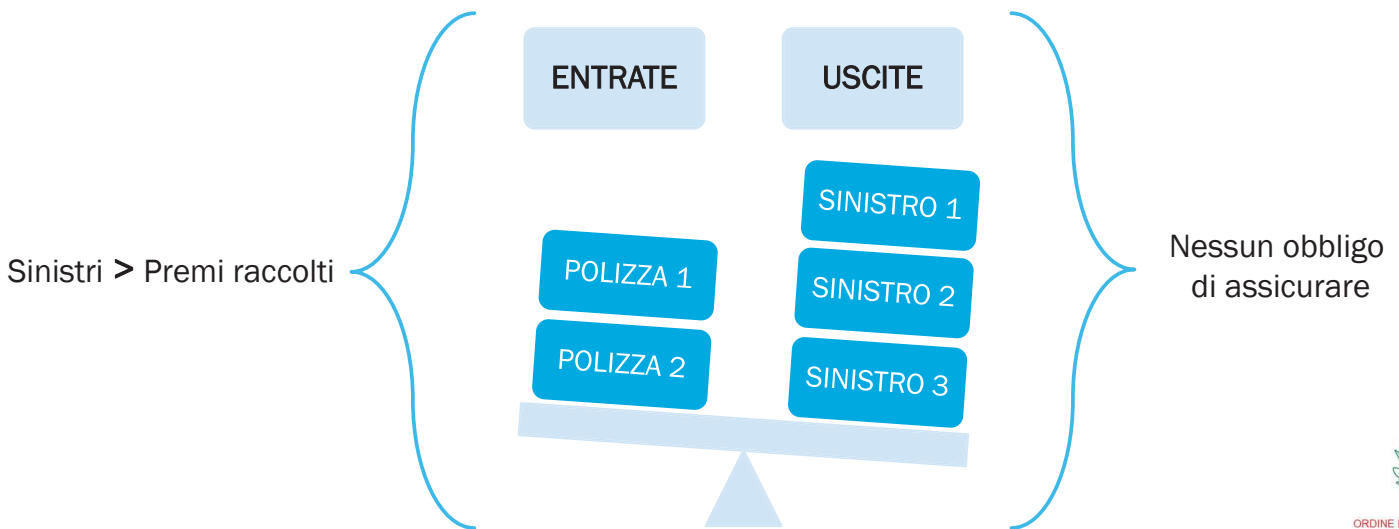 ENTRATE
USCITE
Sinistri > Premi raccolti
POLIZZA 1
POLIZZA 2
SINISTRO 1
SINISTRO 2
SINISTRO 3
Nessun obbligo
di assicurare
ORDINE